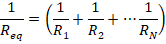 1/R_eq = (1/R_1 + 1/R_2 + ⋯ 1/R_N)